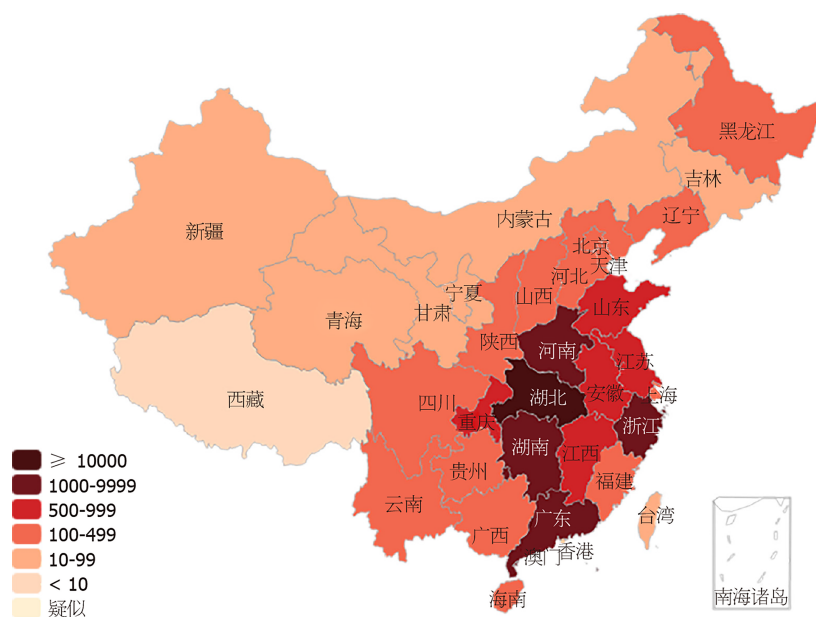 黑龙江
吉林
辽宁
内蒙古
新疆
北京
天津
河北
宁夏
山西
山东
甘肃
青海
陕西
河南
江苏
安徽
上海
西藏
四川
湖北
重庆
浙江
湖南
江西
贵州
福建
云南
广东
台湾
广西
澳门
香港
海南
南海诸岛
≥ 10000
1000-9999
500-999
100-499
10-99
< 10
疑似